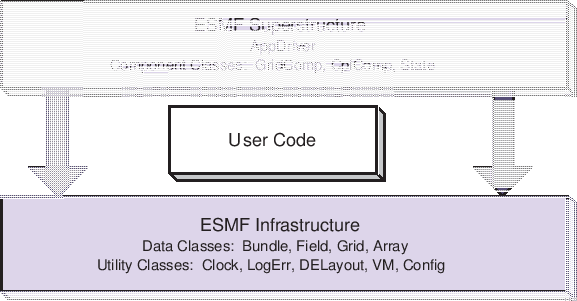 ESMF Superstructure
AppDriver
Component Classes: GridComp, CplComp, State
User Code
ESMF Infrastructure
Data Classes: Bundle, Field, Grid, Array
Utility Classes: Clock, LogErr, DELayout, VM, Config